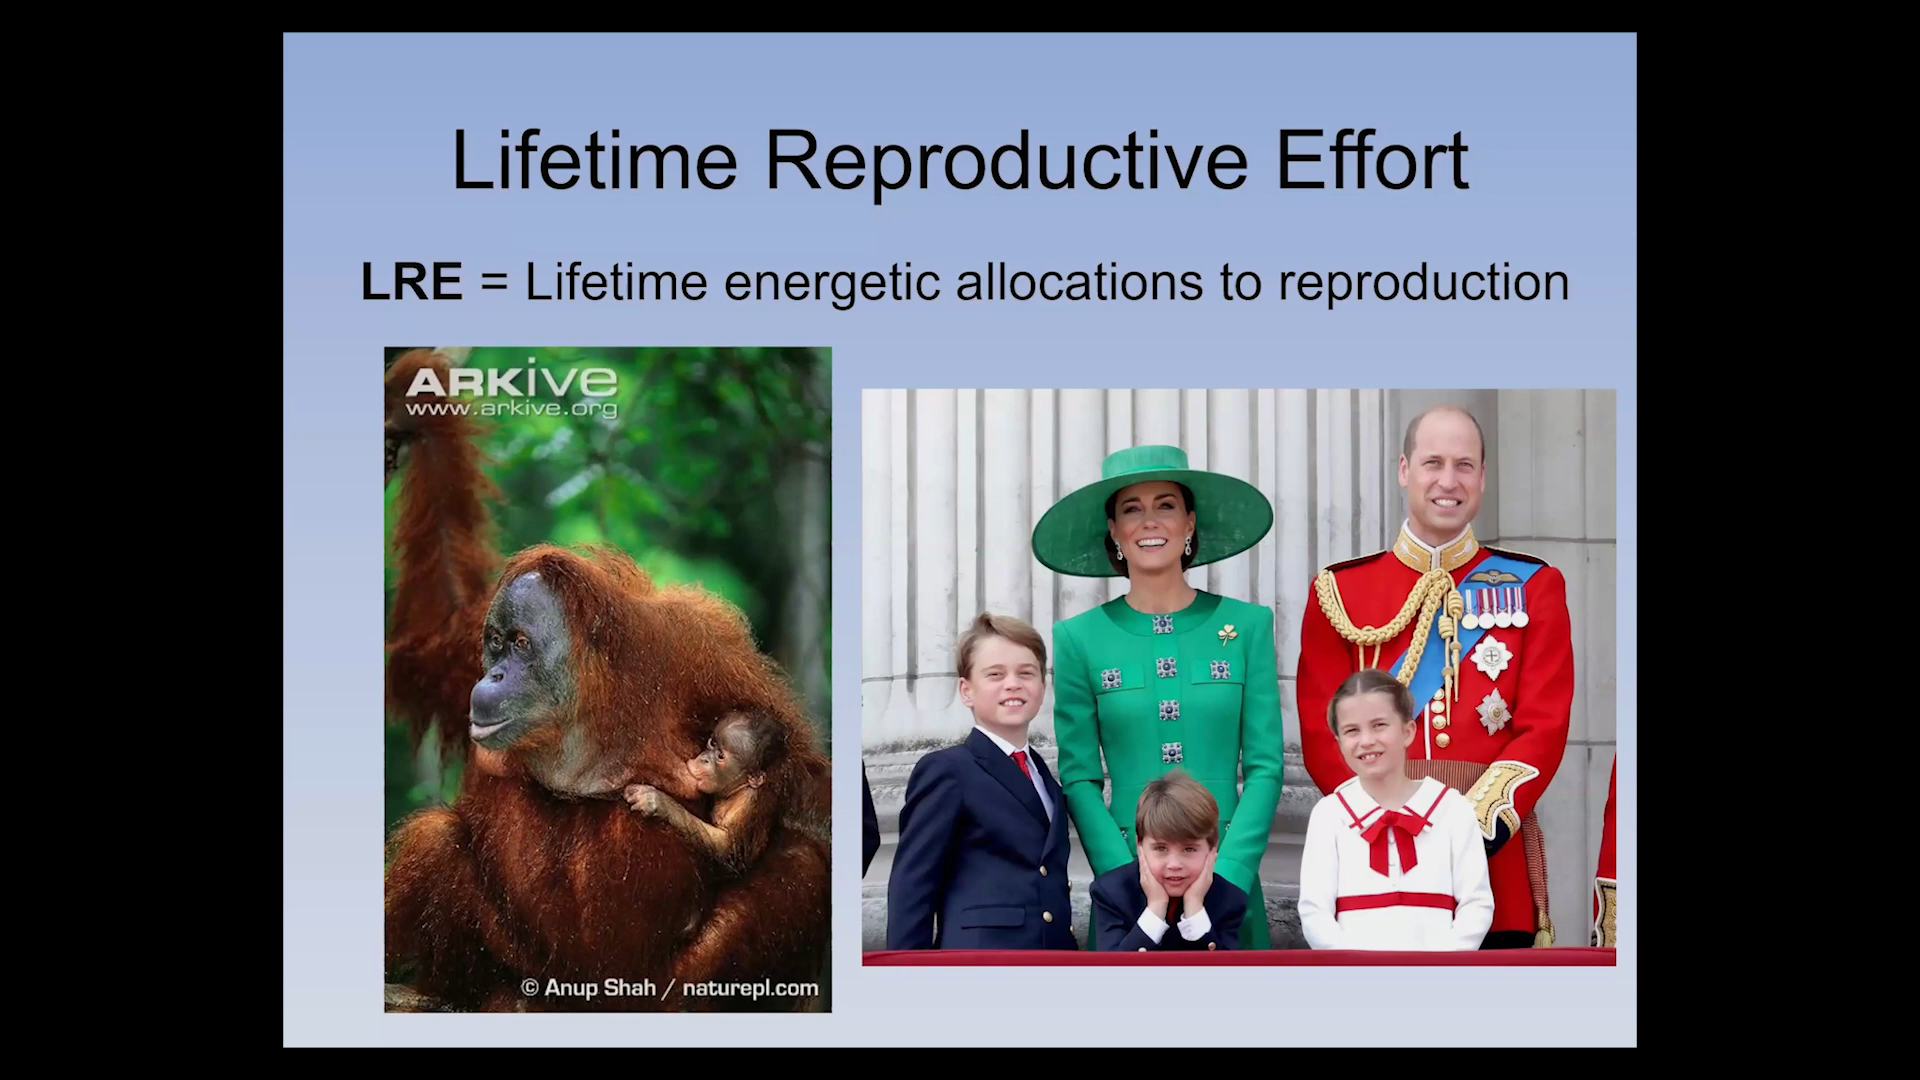 Lifetime Reproductive Effort
LRE = Lifetime energetic allocations to reproduction
ARKive
www.arkive.org
© Anup Shah / naturepl.com